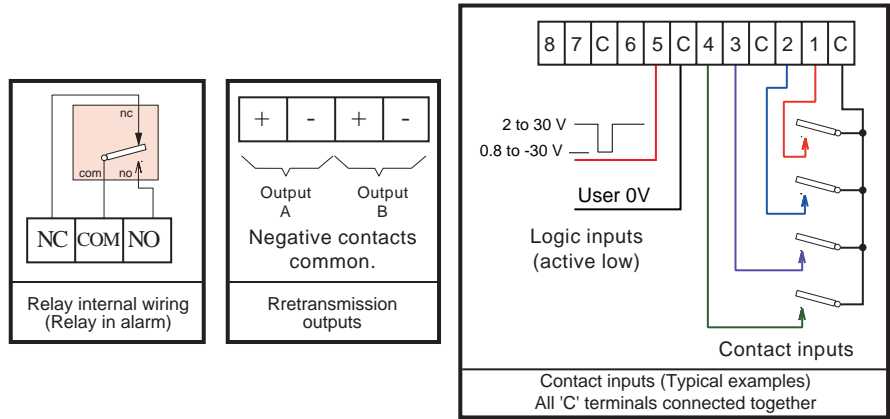 nc
com
no
NC COM NO
Relay internal wiring
(Relay in alarm)
+ - + -
Output
A
Output
B
Negative contacts
common.
Rretransmission
outputs
8 7 C 6 5 C 4 3 C 2 1 C
2 to 30 V
0.8 to -30 V
User 0V
Logic inputs
(active low)
Contact inputs
Contact inputs (Typical examples)
All 'C' terminals connected together